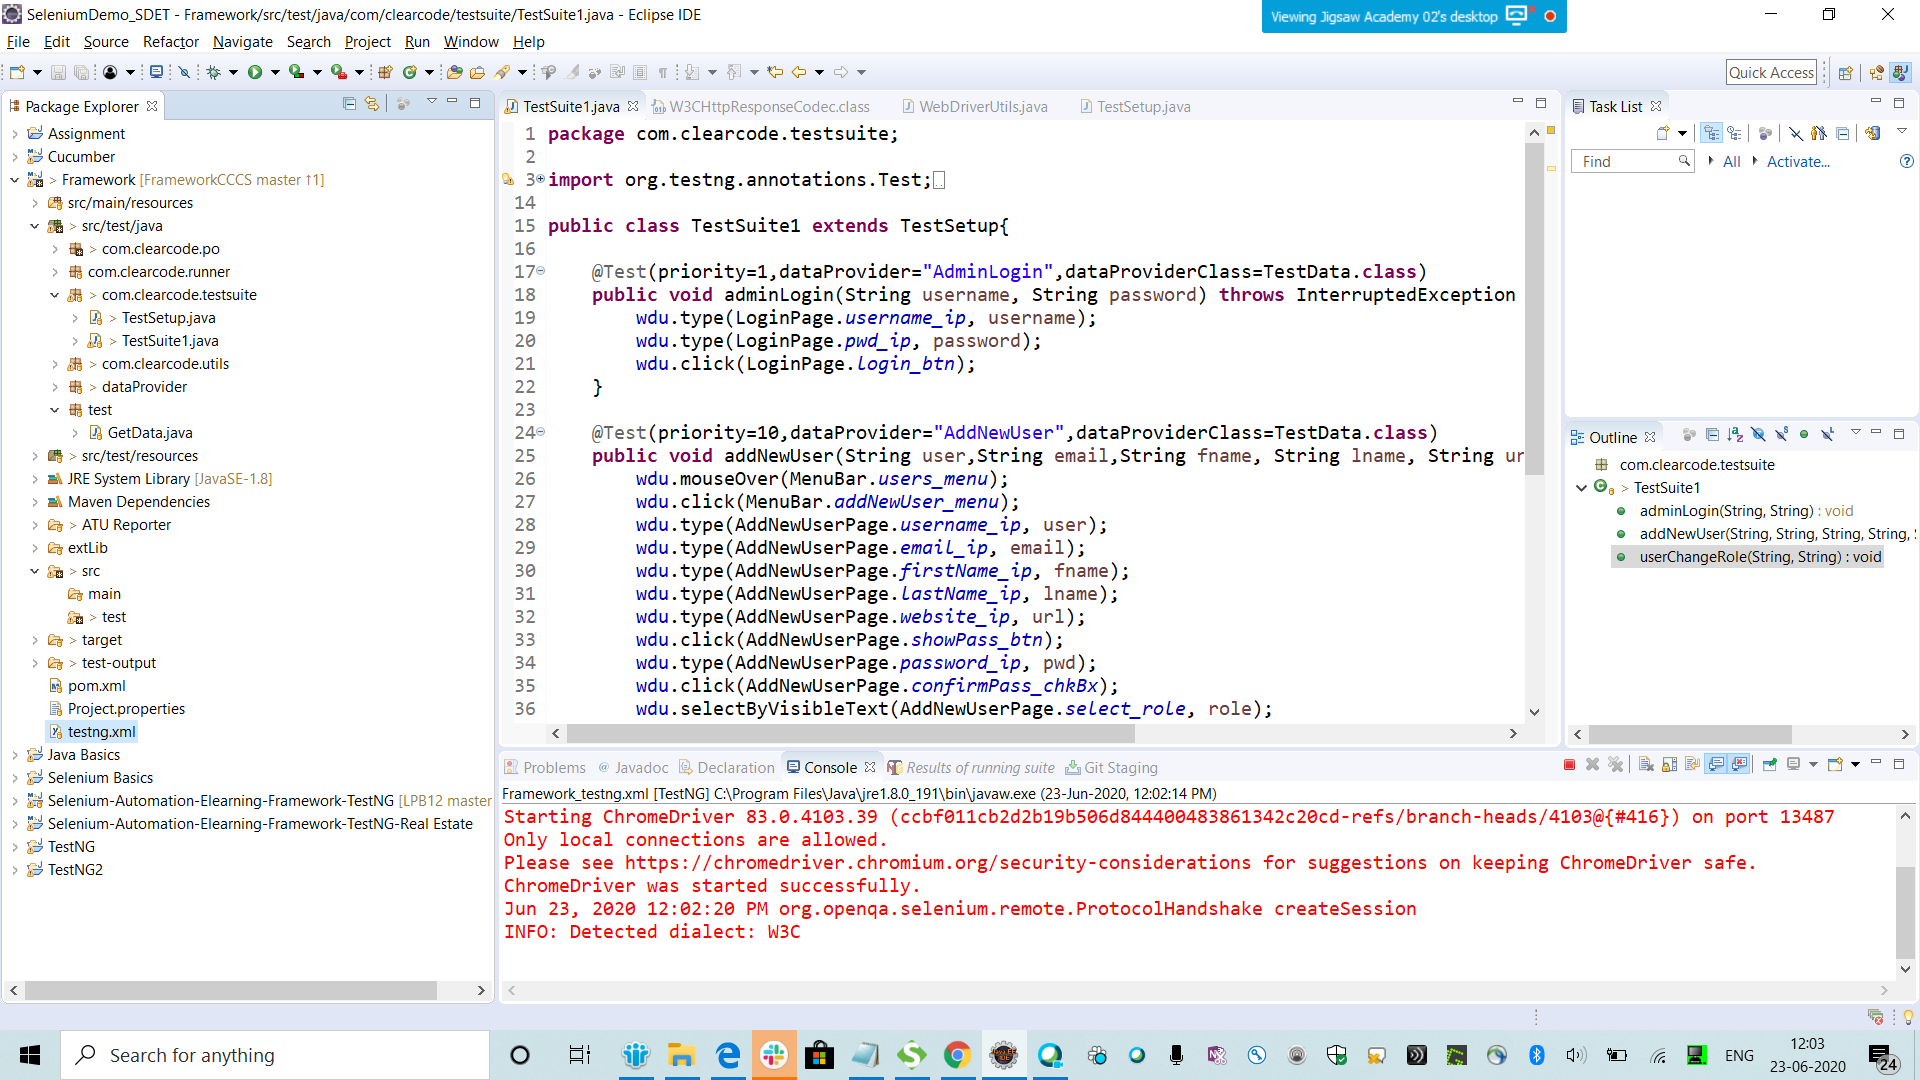 SeleniumDemo_SDET - Framework/src/test/java/com/clearcode/testsuite/TestSuite1.java - Eclipse IDE
Viewing Jigsaw Academy 02's desktop
File Edit Source Refactor Navigate Search Project Run Window Help
Quick Access
Package Explorer
Assignment
Cucumber
> Framework [FrameworkCCCS master ↑1]
src/main/resources
> src/test/java
> com.clearcode.po
com.clearcode.runner
> com.clearcode.testsuite
> TestSetup.java
> TestSuite1.java
> com.clearcode.utils
> dataProvider
test
GetData.java
> src/test/resources
JRE System Library [JavaSE-1.8]
Maven Dependencies
> ATU Reporter
extLib
> src
main
> test
> target
> test-output
pom.xml
Project.properties
testng.xml
Java Basics
Selenium Basics
Selenium-Automation-Elearning-Framework-TestNG [LPB12 master
Selenium-Automation-Elearning-Framework-TestNG-Real Estate
TestNG
TestNG2
TestSuite1.java W3CHttpResponseCodec.class WebDriverUtils.java TestSetup.java
1 package com.clearcode.testsuite;
2
3 import org.testng.annotations.Test;
14
15 public class TestSuite1 extends TestSetup{
16
17 @Test(priority=1,dataProvider="AdminLogin",dataProviderClass=TestData.class)
18 public void adminLogin(String username, String password) throws InterruptedException
19 wdu.type(LoginPage.username_ip, username);
20 wdu.type(LoginPage.pwd_ip, password);
21 wdu.click(LoginPage.login_btn);
22 }
23
24 @Test(priority=10,dataProvider="AddNewUser",dataProviderClass=TestData.class)
25 public void addNewUser(String user,String email,String fname, String lname, String ur
26 wdu.mouseOver(MenuBar.users_menu);
27 wdu.click(MenuBar.addNewUser_menu);
28 wdu.type(AddNewUserPage.username_ip, user);
29 wdu.type(AddNewUserPage.email_ip, email);
30 wdu.type(AddNewUserPage.firstName_ip, fname);
31 wdu.type(AddNewUserPage.lastName_ip, lname);
32 wdu.type(AddNewUserPage.website_ip, url);
33 wdu.click(AddNewUserPage.showPass_btn);
34 wdu.type(AddNewUserPage.password_ip, pwd);
35 wdu.click(AddNewUserPage.confirmPass_chkBx);
36 wdu.selectByVisibleText(AddNewUserPage.select_role, role);
Task List
Find All Activate...
Outline
com.clearcode.testsuite
> TestSuite1
adminLogin(String, String) : void
addNewUser(String, String, String, String,
userChangeRole(String, String) : void
Problems Javadoc Declaration Console Results of running suite Git Staging
Framework_testng.xml [TestNG] C:\Program Files\Java\jre1.8.0_191\bin\javaw.exe (23-Jun-2020, 12:02:14 PM)
Starting ChromeDriver 83.0.4103.39 (ccbf011cb2d2b19b506d844400483861342c20cd-refs/branch-heads/4103@{#416}) on port 13487
Only local connections are allowed.
Please see https://chromedriver.chromium.org/security-considerations for suggestions on keeping ChromeDriver safe.
ChromeDriver was started successfully.
Jun 23, 2020 12:02:20 PM org.openqa.selenium.remote.ProtocolHandshake createSession
INFO: Detected dialect: W3C
Search for anything
ENG
12:03
23-06-2020
24